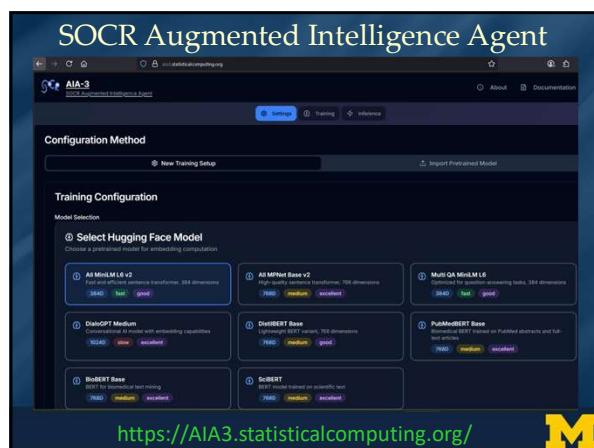 SOCR Augmented Intelligence Agent
aia3.statisticalcomputing.org
AIA-3
SOCR Augmented Intelligence Agent
About
Documentation
Settings
Training
Inference
Configuration Method
New Training Setup
Import Pretrained Model
Training Configuration
Model Selection
Select Hugging Face Model
Choose a pretrained model for embedding computation
All MiniLM L6 v2
Fast and efficient sentence transformer, 384 dimensions
384D fast good
All MPNet Base v2
High-quality sentence transformer, 768 dimensions
768D medium excellent
Multi QA MiniLM L6
Optimized for question-answering tasks, 384 dimensions
384D fast good
DialoGPT Medium
Conversational AI model with embedding capabilities
1024D slow excellent
DistilBERT Base
Lightweight BERT variant, 768 dimensions
768D medium good
PubMedBERT Base
Biomedical BERT trained on PubMed abstracts and full-
text articles
768D medium excellent
BioBERT Base
BERT for biomedical text mining
768D medium excellent
SciBERT
BERT model trained on scientific text
768D medium excellent
https://AIA3.statisticalcomputing.org/
M